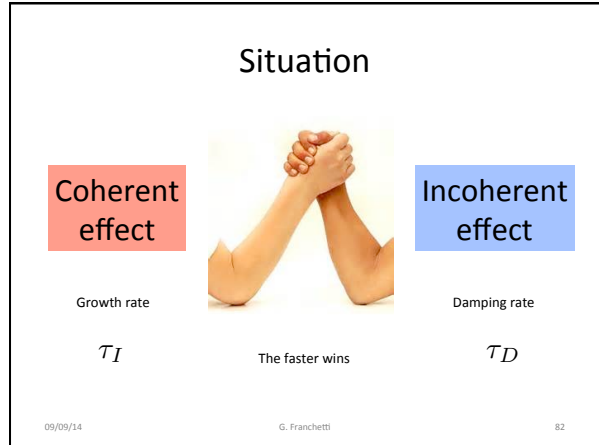 Situation
Coherent
effect
Incoherent
effect
Growth rate
Damping rate
τ_I
The faster wins
τ_D
09/09/14
G. Franchetti
82